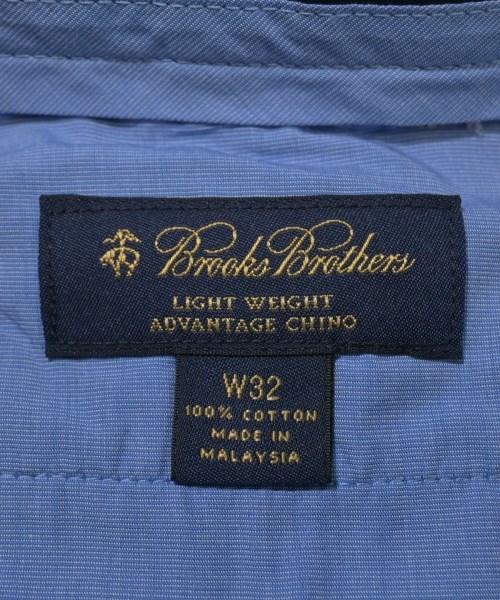 Brooks Brothers
LIGHT WEIGHT
ADVANTAGE CHINO
W32
100% COTTON
MADE IN
MALAYSIA